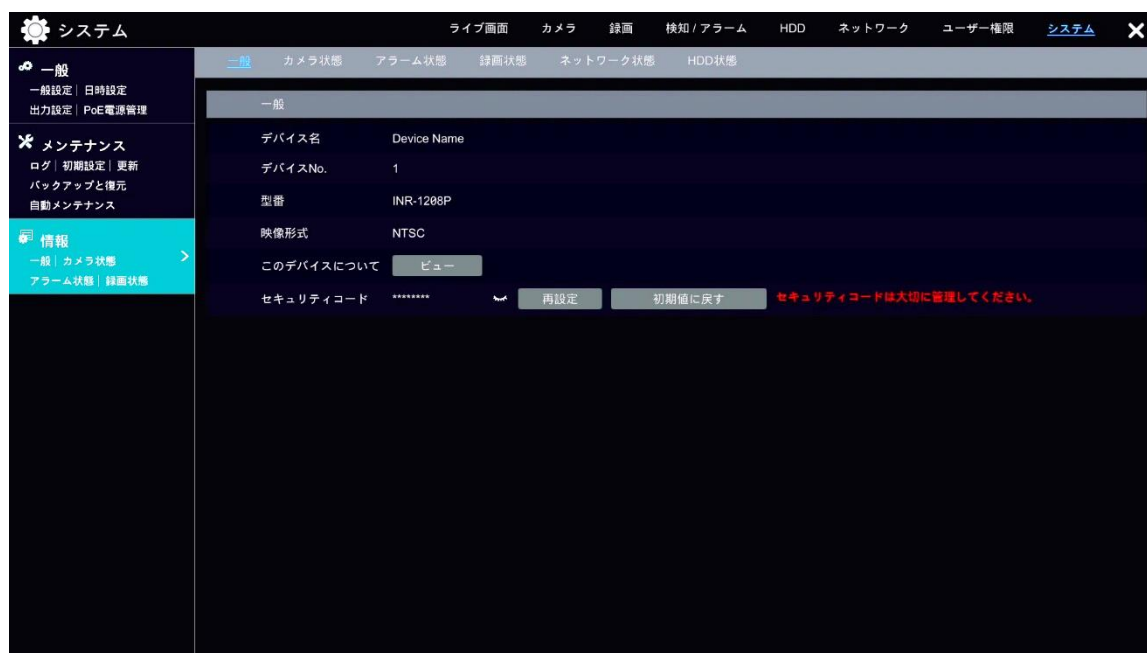 システム
ライブ画面 カメラ 録画 検知 / アラーム HDD ネットワーク ユーザー権限 システム
一般
一般設定 | 日時設定
出力設定 | PoE電源管理
メンテナンス
ログ | 初期設定 | 更新
バックアップと復元
自動メンテナンス
情報
一般 | カメラ状態
アラーム状態 | 録画状態
一般 カメラ状態 アラーム状態 録画状態 ネットワーク状態 HDD状態
一般
デバイス名 Device Name
デバイスNo. 1
型番 INR-1208P
映像形式 NTSC
このデバイスについて ビュー
セキュリティコード ******** 再設定 初期値に戻す セキュリティコードは大切に管理してください。